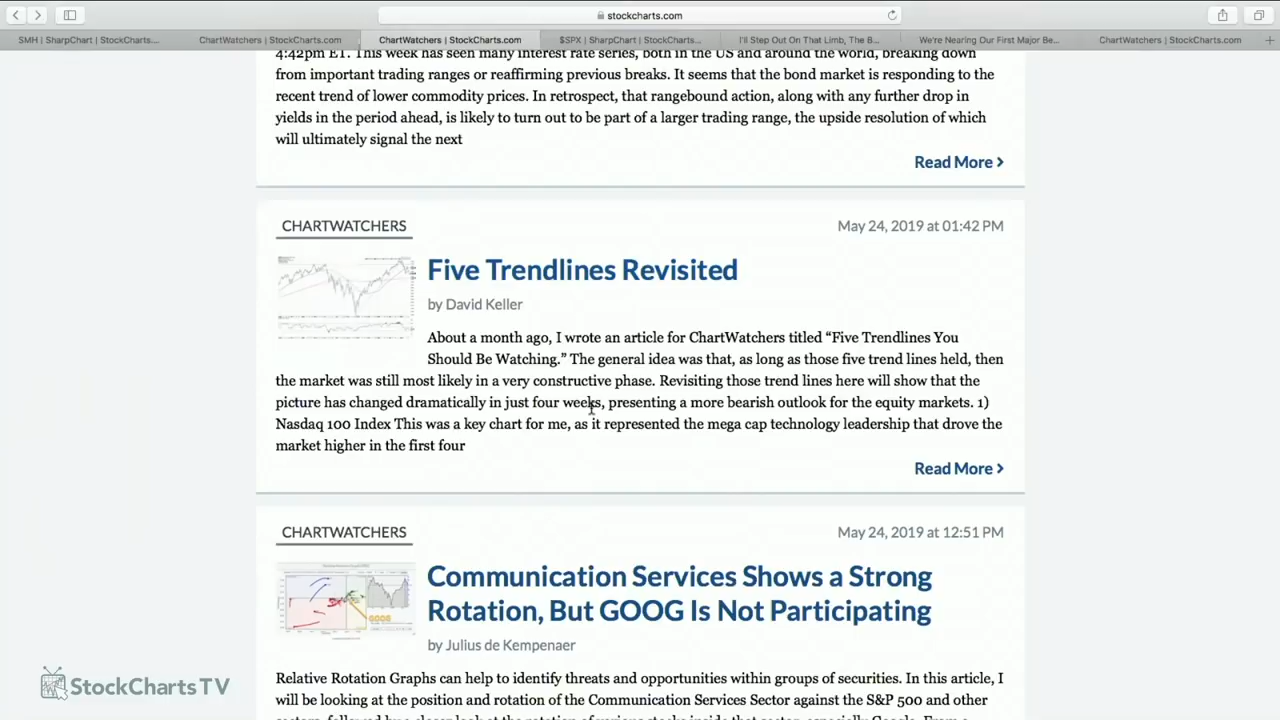 stockcharts.com
SMH | SharpChart | StockCharts....
ChartWatchers | StockCharts.com
ChartWatchers | StockCharts.com
$SPX | SharpChart | StockCharts...
I'll Step Out On That Limb, The B...
We're Nearing Our First Major Be...
ChartWatchers | StockCharts.com
4:42pm ET. This week has seen many interest rate series, both in the US and around the world, breaking down
from important trading ranges or reaffirming previous breaks. It seems that the bond market is responding to the
recent trend of lower commodity prices. In retrospect, that rangebound action, along with any further drop in
yields in the period ahead, is likely to turn out to be part of a larger trading range, the upside resolution of which
will ultimately signal the next
Read More
CHARTWATCHERS
May 24, 2019 at 01:42 PM
Five Trendlines Revisited
by David Keller
About a month ago, I wrote an article for ChartWatchers titled “Five Trendlines You
Should Be Watching.” The general idea was that, as long as those five trend lines held, then
the market was still most likely in a very constructive phase. Revisiting those trend lines here will show that the
picture has changed dramatically in just four weeks, presenting a more bearish outlook for the equity markets. 1)
Nasdaq 100 Index This was a key chart for me, as it represented the mega cap technology leadership that drove the
market higher in the first four
Read More
CHARTWATCHERS
May 24, 2019 at 12:51 PM
Communication Services Shows a Strong
Rotation, But GOOG Is Not Participating
by Julius de Kempenaer
GOOG
Relative Rotation Graphs can help to identify threats and opportunities within groups of securities. In this article, I
will be looking at the position and rotation of the Communication Services Sector against the S&P 500 and other
StockCharts TV